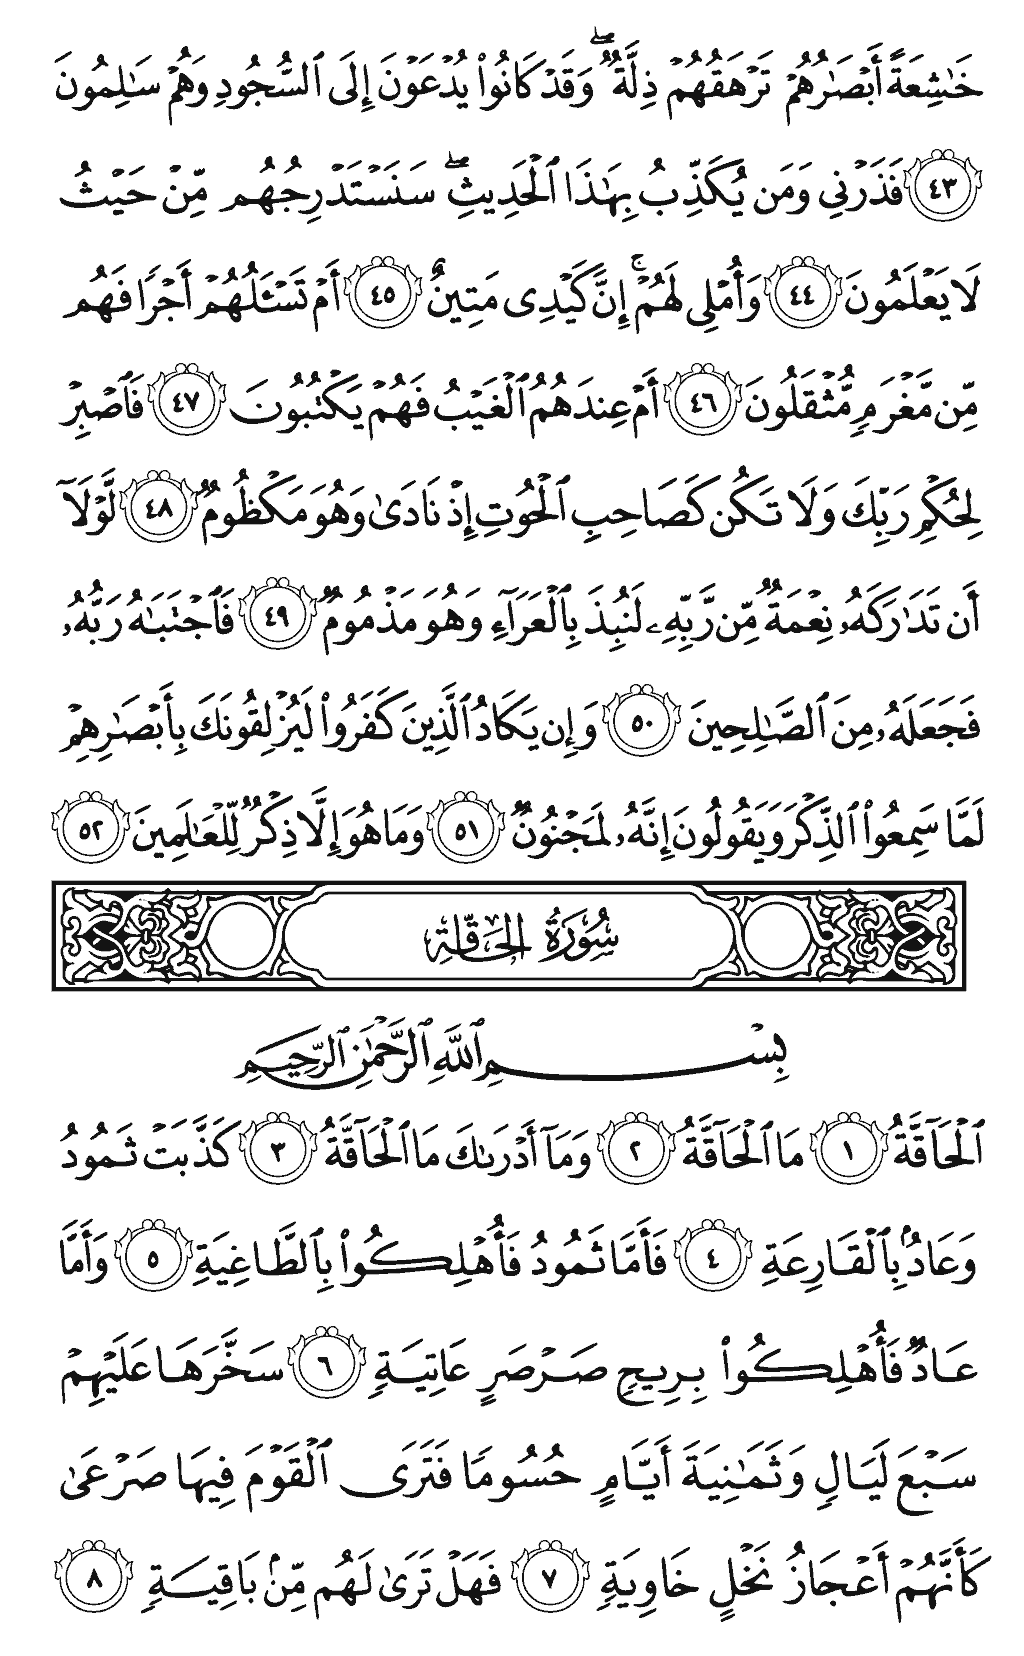 خَـٰشِعَةً أَبْصَـٰرُهُمْ تَرْهَقُهُمْ ذِلَّةٌ ۖ وَقَدْ كَانُوا۟ يُدْعَوْنَ إِلَى ٱلسُّجُودِ وَهُمْ سَـٰلِمُونَ
٤٣ فَذَرْنِى وَمَن يُكَذِّبُ بِهَـٰذَا ٱلْحَدِيثِ ۖ سَنَسْتَدْرِجُهُم مِّنْ حَيْثُ
لَا يَعْلَمُونَ ٤٤ وَأُمْلِى لَهُمْ ۚ إِنَّ كَيْدِى مَتِينٌ ٤٥ أَمْ تَسْـَٔلُهُمْ أَجْرًا فَهُم
مِّن مَّغْرَمٍ مُّثْقَلُونَ ٤٦ أَمْ عِندَهُمُ ٱلْغَيْبُ فَهُمْ يَكْتُبُونَ ٤٧ فَٱصْبِرْ
لِحُكْمِ رَبِّكَ وَلَا تَكُن كَصَاحِبِ ٱلْحُوتِ إِذْ نَادَىٰ وَهُوَ مَكْظُومٌ ٤٨ لَّوْلَآ
أَن تَدَٰرَكَهُۥ نِعْمَةٌ مِّن رَّبِّهِۦ لَنُبِذَ بِٱلْعَرَآءِ وَهُوَ مَذْمُومٌ ٤٩ فَٱجْتَبَـٰهُ رَبُّهُۥ
فَجَعَلَهُۥ مِنَ ٱلصَّـٰلِحِينَ ٥٠ وَإِن يَكَادُ ٱلَّذِينَ كَفَرُوا۟ لَيُزْلِقُونَكَ بِأَبْصَـٰرِهِمْ
لَمَّا سَمِعُوا۟ ٱلذِّكْرَ وَيَقُولُونَ إِنَّهُۥ لَمَجْنُونٌ ٥١ وَمَا هُوَ إِلَّا ذِكْرٌ لِّلْعَـٰلَمِينَ ٥٢
سُورَةُ الحَاقَّةِ
بِسْمِ ٱللَّهِ ٱلرَّحْمَـٰنِ ٱلرَّحِيمِ
ٱلْحَآقَّةُ ١ مَا ٱلْحَآقَّةُ ٢ وَمَآ أَدْرَىٰكَ مَا ٱلْحَآقَّةُ ٣ كَذَّبَتْ ثَمُودُ
وَعَادٌۢ بِٱلْقَارِعَةِ ٤ فَأَمَّا ثَمُودُ فَأُهْلِكُوا۟ بِٱلطَّاغِيَةِ ٥ وَأَمَّا
عَادٌ فَأُهْلِكُوا۟ بِرِيحٍ صَرْصَرٍ عَاتِيَةٍ ٦ سَخَّرَهَا عَلَيْهِمْ
سَبْعَ لَيَالٍ وَثَمَـٰنِيَةَ أَيَّامٍ حُسُومًا فَتَرَى ٱلْقَوْمَ فِيهَا صَرْعَىٰ
كَأَنَّهُمْ أَعْجَازُ نَخْلٍ خَاوِيَةٍ ٧ فَهَلْ تَرَىٰ لَهُم مِّنۢ بَاقِيَةٍ ٨